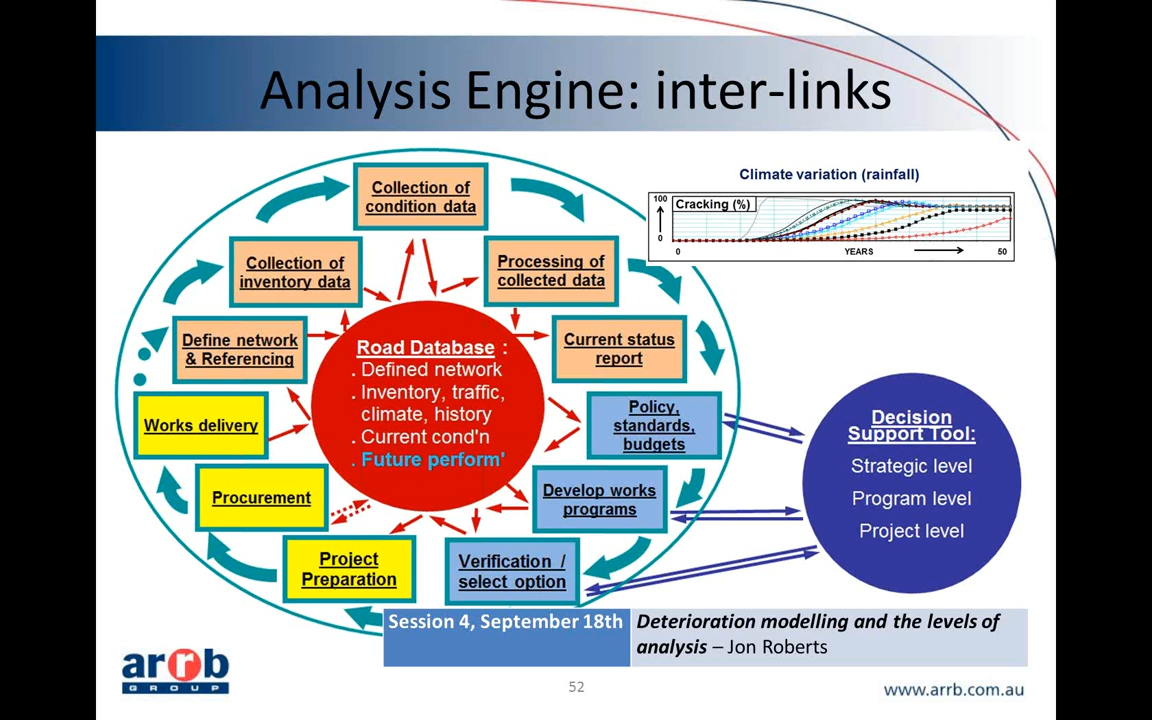 Analysis Engine: inter-links
Climate variation (rainfall)
100
Cracking (%)
0
0
YEARS
50
Collection of
condition data
Collection of
inventory data
Processing of
collected data
Define network
& Referencing
Current status
report
Road Database :
. Defined network
. Inventory, traffic,
climate, history
. Current cond'n
. Future perform'
Works delivery
Policy,
standards,
budgets
Procurement
Develop works
programs
Project
Preparation
Verification /
select option
Decision
Support Tool:
Strategic level
Program level
Project level
Session 4, September 18th
Deterioration modelling and the levels of
analysis – Jon Roberts
arrb
GROUP
52
www.arrb.com.au